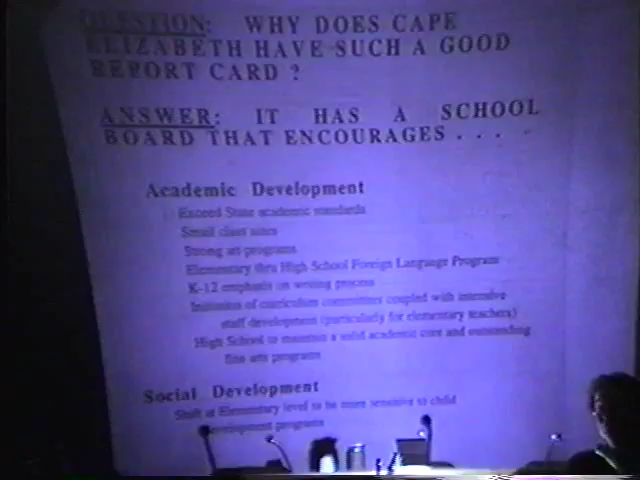 QUESTION: WHY DOES CAPE
ELIZABETH HAVE SUCH A GOOD
REPORT CARD ?
ANSWER: IT HAS A SCHOOL
BOARD THAT ENCOURAGES . . . .
Academic Development
Exceed State academic standards
Small class sizes
Strong art programs
Elementary thru High School Foreign Language Program
K-12 emphasis on writing process
Initiation of curriculum committees coupled with intensive
staff development (particularly for elementary teachers)
High School to maintain a solid academic core and outstanding
fine arts programs
Social Development
Shift at Elementary level to be more sensitive to child
development programs